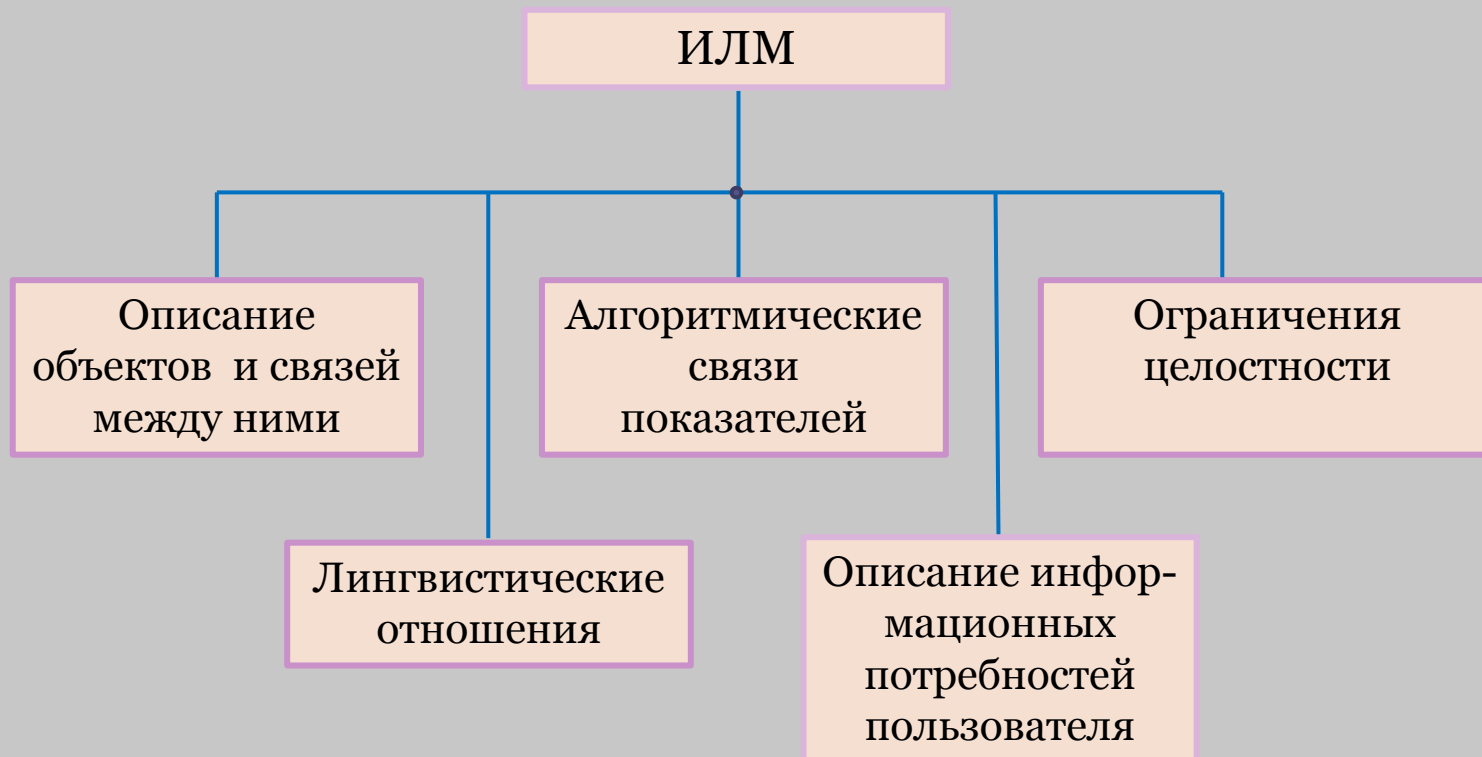 ИЛМ
Описание
объектов и связей
между ними
Алгоритмические
связи
показателей
Ограничения
целостности
Лингвистические
отношения
Описание инфор-
мационных
потребностей
пользователя